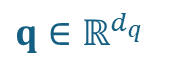 𝐪 ∈ ℝ^{d_q}